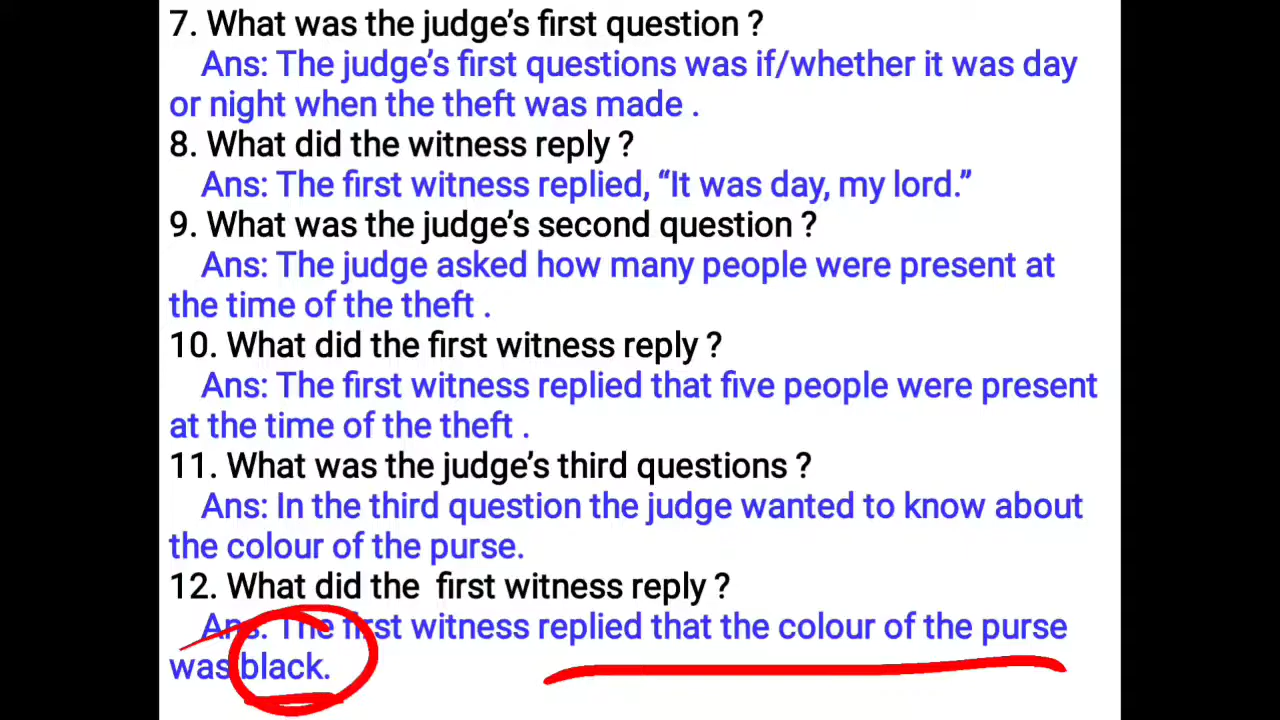 7. What was the judge's first question ?
Ans: The judge's first questions was if/whether it was day
or night when the theft was made .
8. What did the witness reply ?
Ans: The first witness replied, “It was day, my lord.”
9. What was the judge's second question ?
Ans: The judge asked how many people were present at
the time of the theft .
10. What did the first witness reply ?
Ans: The first witness replied that five people were present
at the time of the theft .
11. What was the judge's third questions ?
Ans: In the third question the judge wanted to know about
the colour of the purse.
12. What did the  first witness reply ?
Ans: The first witness replied that the colour of the purse
was black.